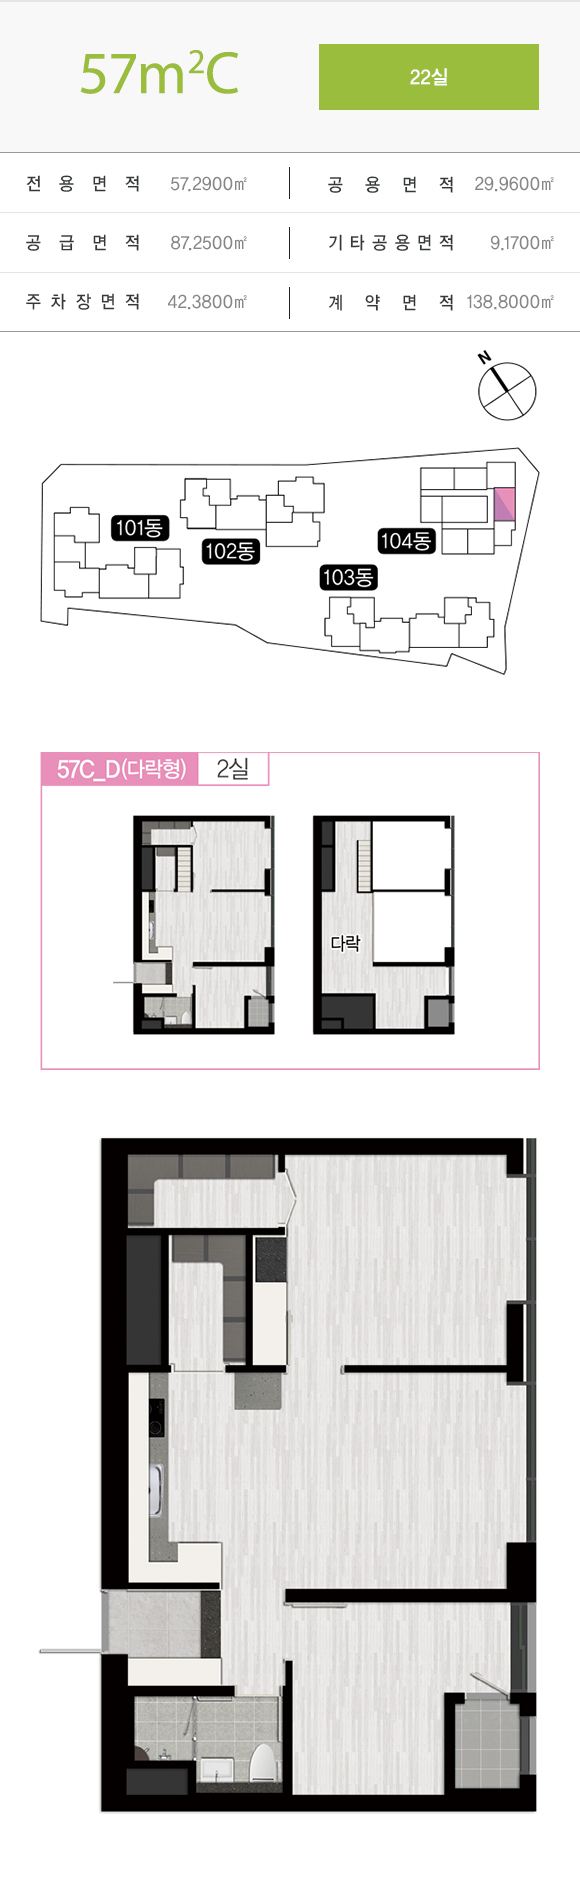 57m²C
22실
전용면적 57.2900㎡
공용면적 29.9600㎡
공급면적 87.2500㎡
기타공용면적 9.1700㎡
주차장면적 42.3800㎡
계약면적 138.8000㎡
N
101동
102동
104동
103동
57C_D(다락형) 2실
다락